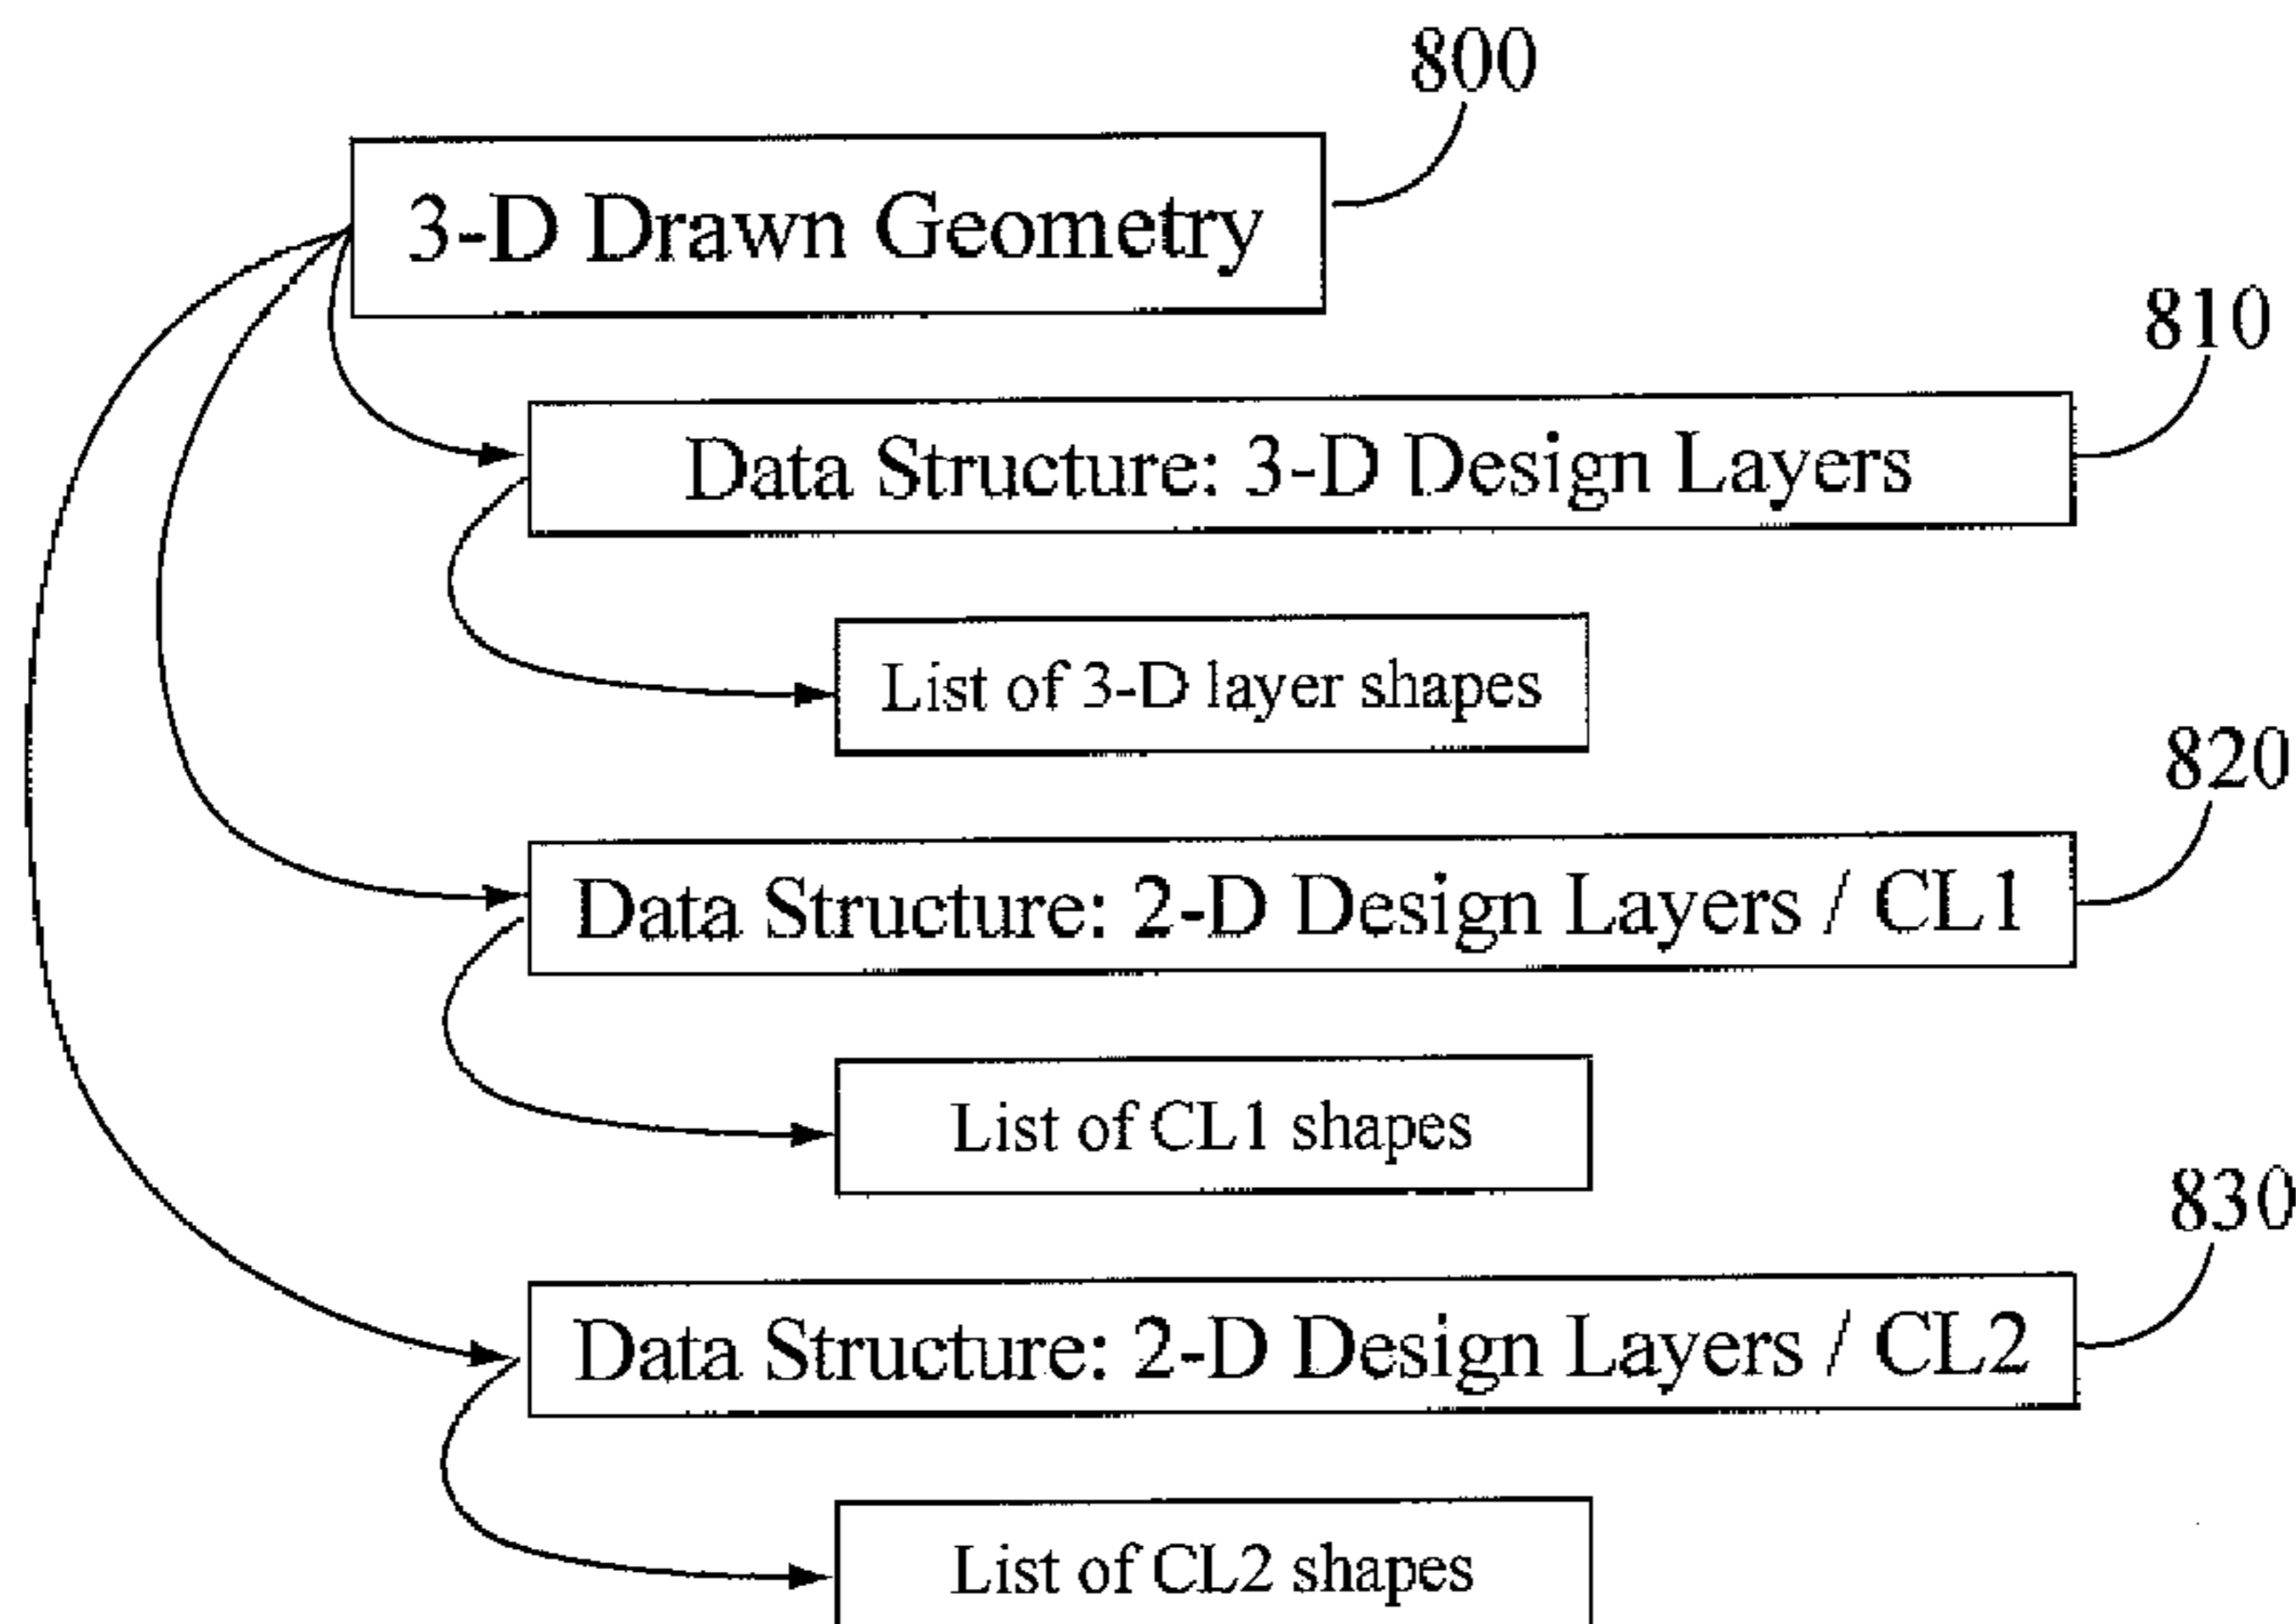 800
3-D Drawn Geometry
810
Data Structure: 3-D Design Layers
List of 3-D layer shapes
820
Data Structure: 2-D Design Layers / CL1
List of CL1 shapes
830
Data Structure: 2-D Design Layers / CL2
List of CL2 shapes